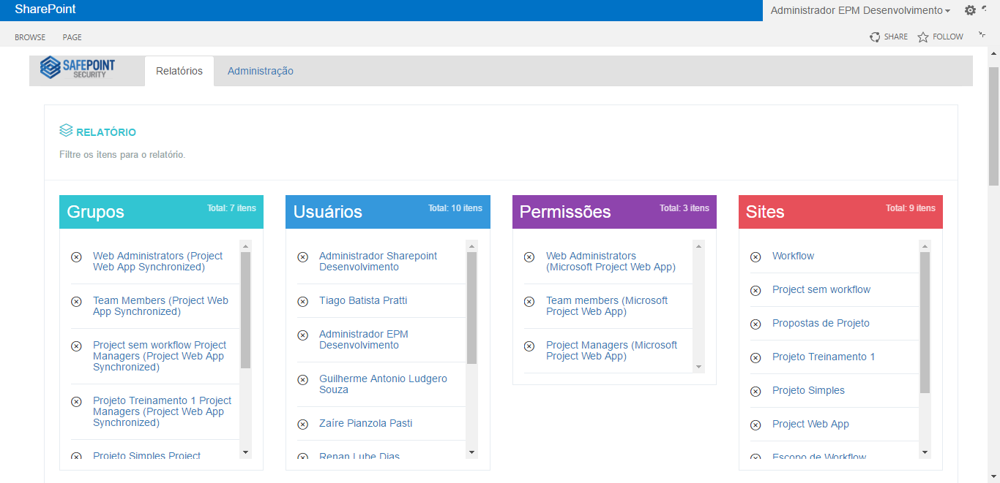 SharePoint
Administrador EPM Desenvolvimento
BROWSE
PAGE
SHARE
FOLLOW
SAFEPOINT
SECURITY
Relatórios
Administração
RELATÓRIO
Filtre os itens para o relatório.
Grupos
Total: 7 itens
Web Administrators (Project
Web App Synchronized)
Team Members (Project Web
App Synchronized)
Project sem workflow Project
Managers (Project Web App
Synchronized)
Projeto Treinamento 1 Project
Managers (Project Web App
Synchronized)
Projeto Simples Project
Usuários
Total: 10 itens
Administrador Sharepoint
Desenvolvimento
Tiago Batista Pratti
Administrador EPM
Desenvolvimento
Guilherme Antonio Ludgero
Souza
Zaíre Pianzola Pasti
Renan Lube Dias
Permissões
Total: 3 itens
Web Administrators
(Microsoft Project Web App)
Team members (Microsoft
Project Web App)
Project Managers (Microsoft
Project Web App)
Sites
Total: 9 itens
Workflow
Project sem workflow
Propostas de Projeto
Projeto Treinamento 1
Projeto Simples
Project Web App
Escopo de Workflow